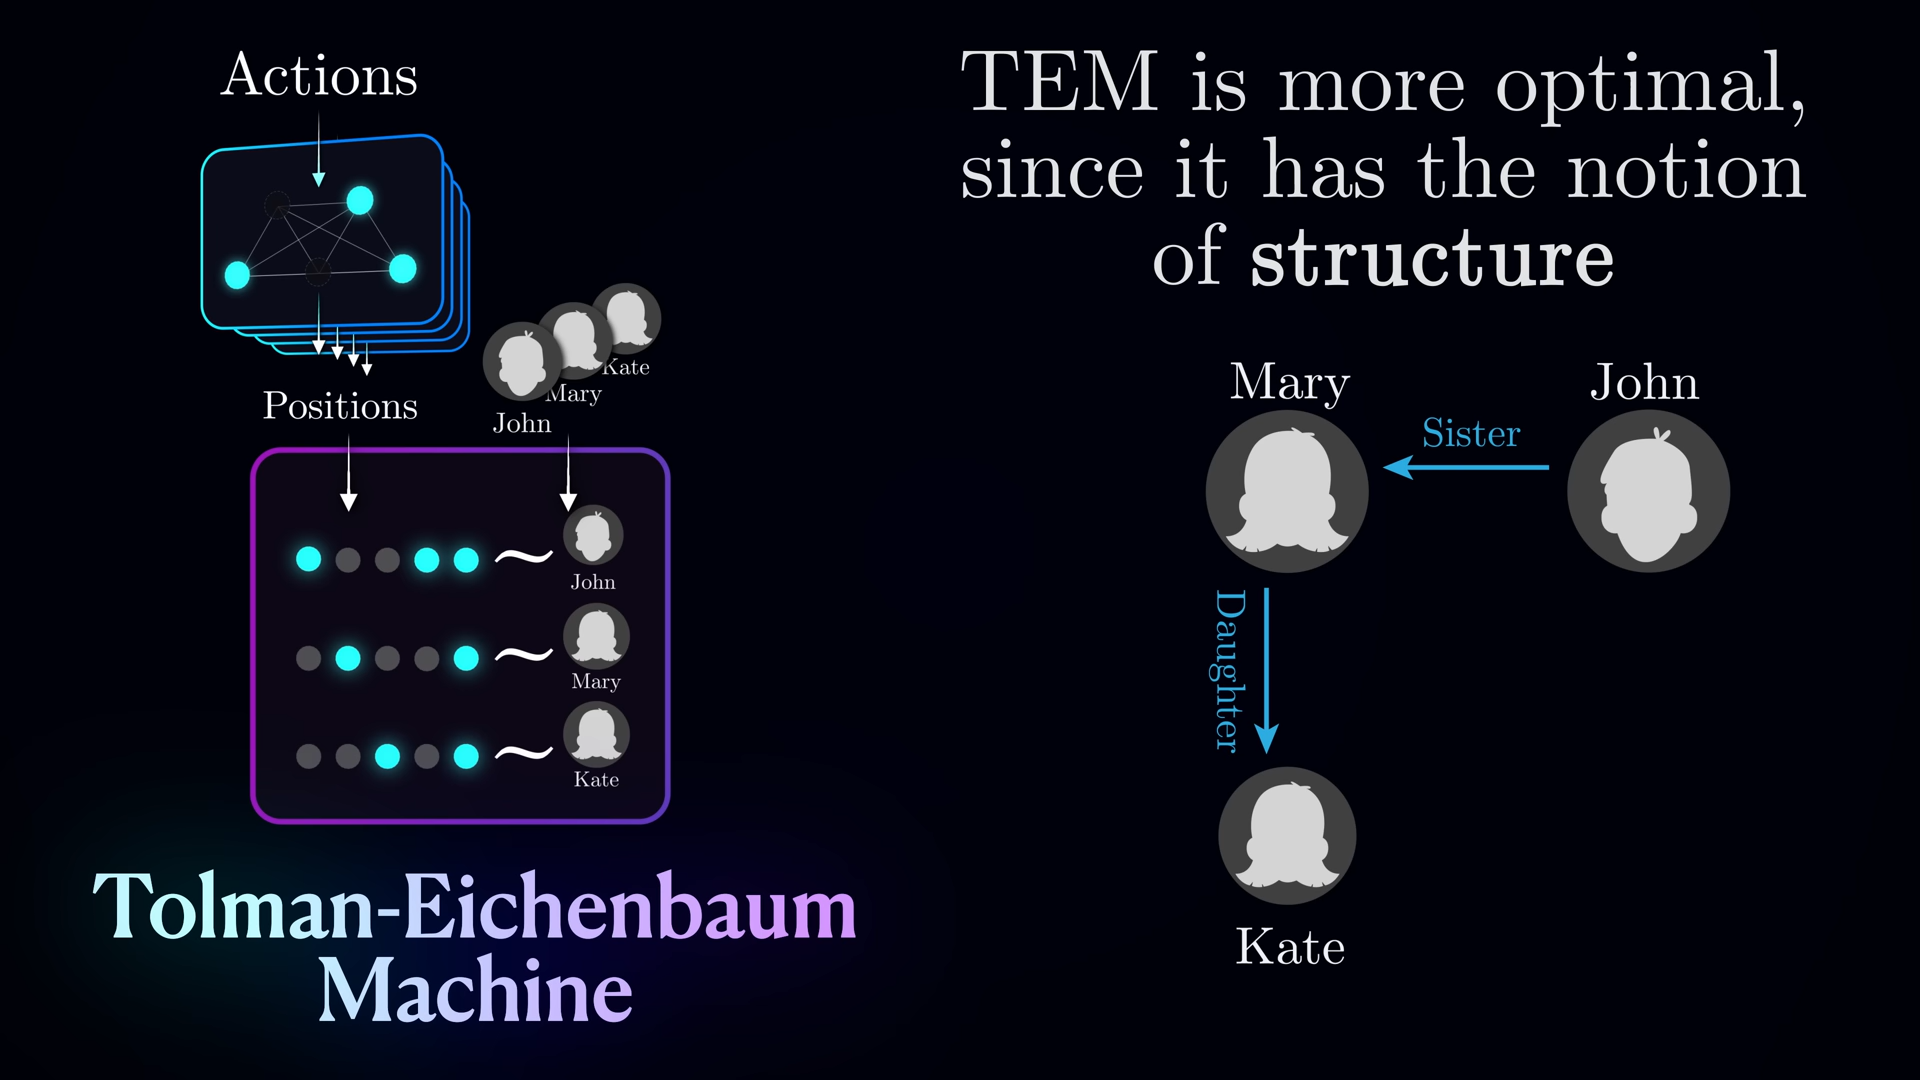 Actions
Positions
John
Mary
Kate
John
Mary
Kate
Tolman-Eichenbaum
Machine
TEM is more optimal,
since it has the notion
of structure
Mary
John
Sister
Daughter
Kate